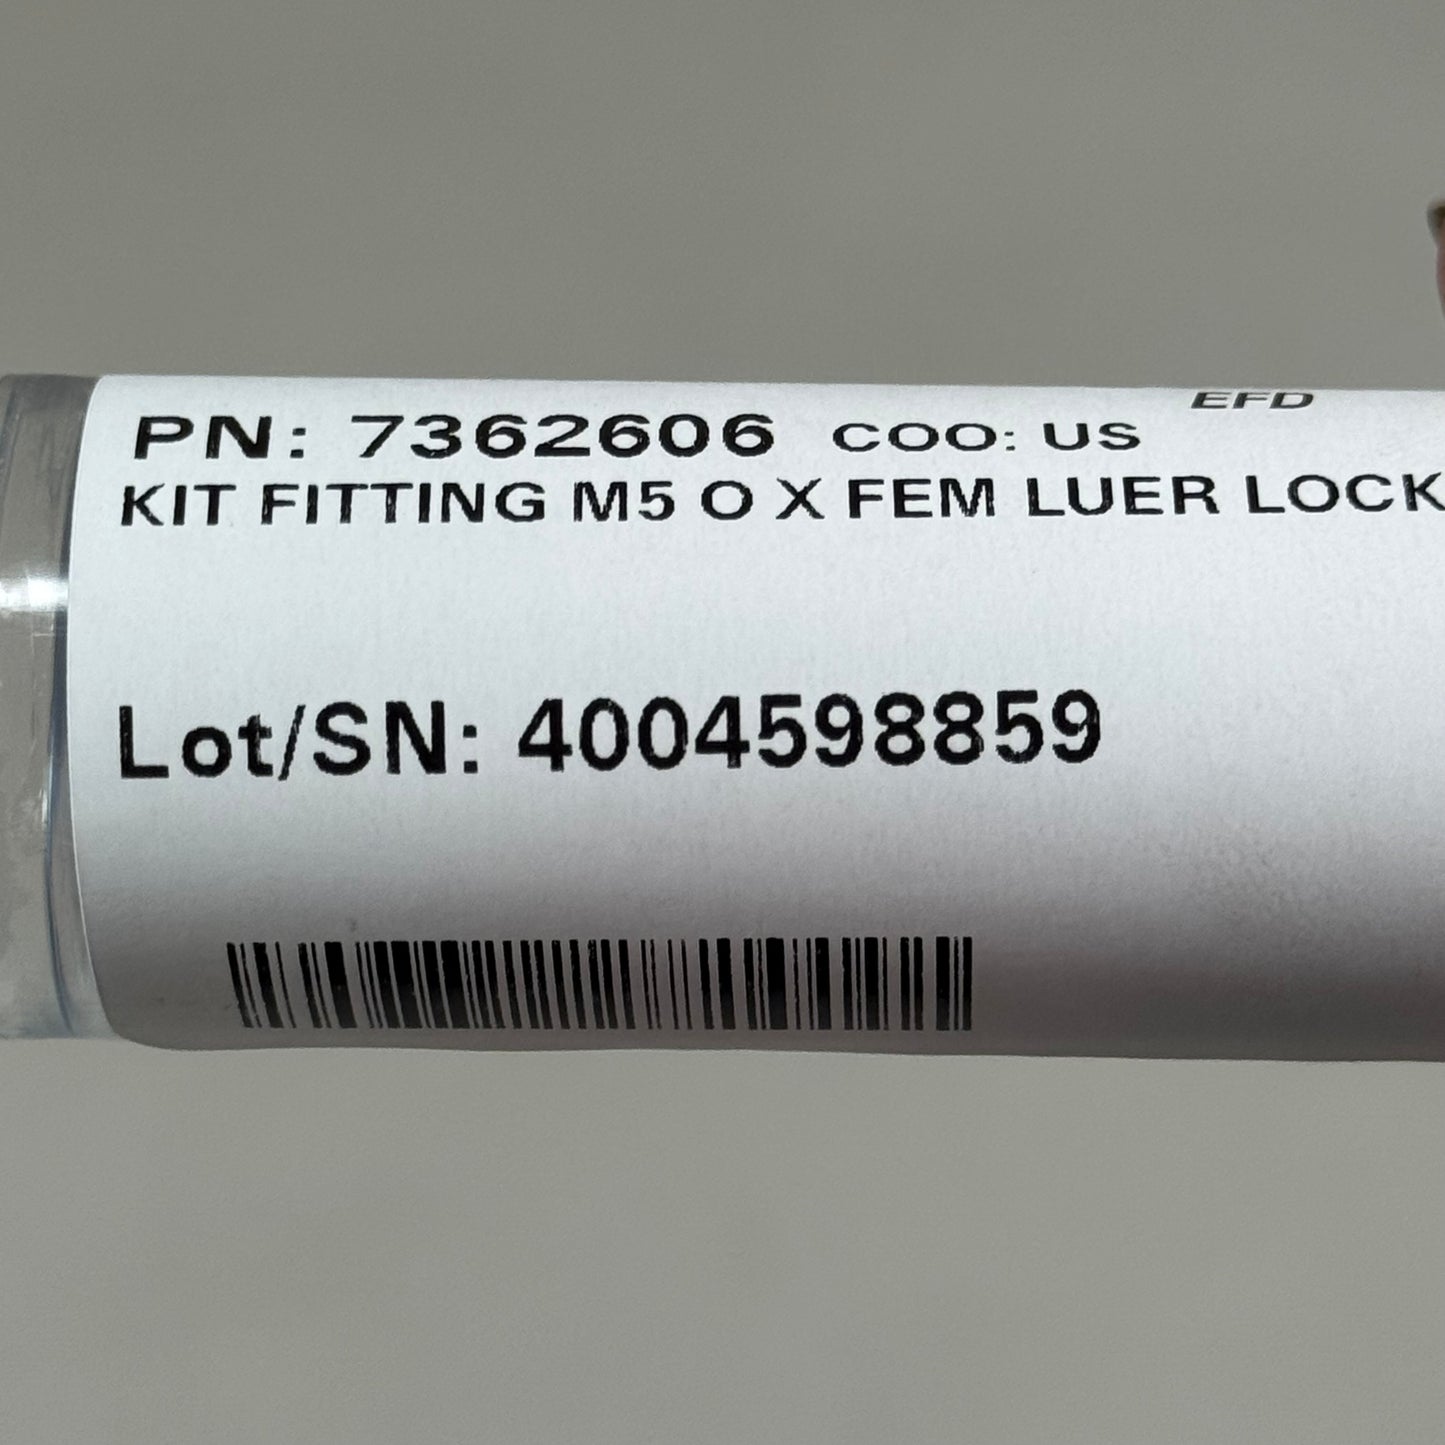 EFD
PN: 7362606 COO: US
KIT FITTING M5 O X FEM LUER LOCK
Lot/SN: 4004598859